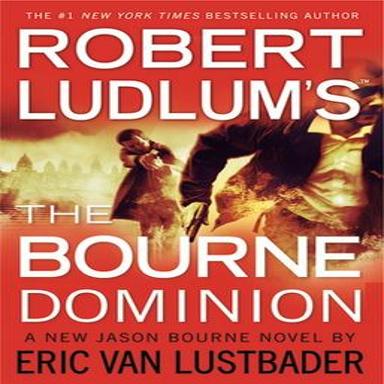 THE #1 NEW YORK TIMES BESTSELLING AUTHOR
ROBERT
LUDLUM'S™
THE
BOURNE
DOMINION
A NEW JASON BOURNE NOVEL BY
ERIC VAN LUSTBADER